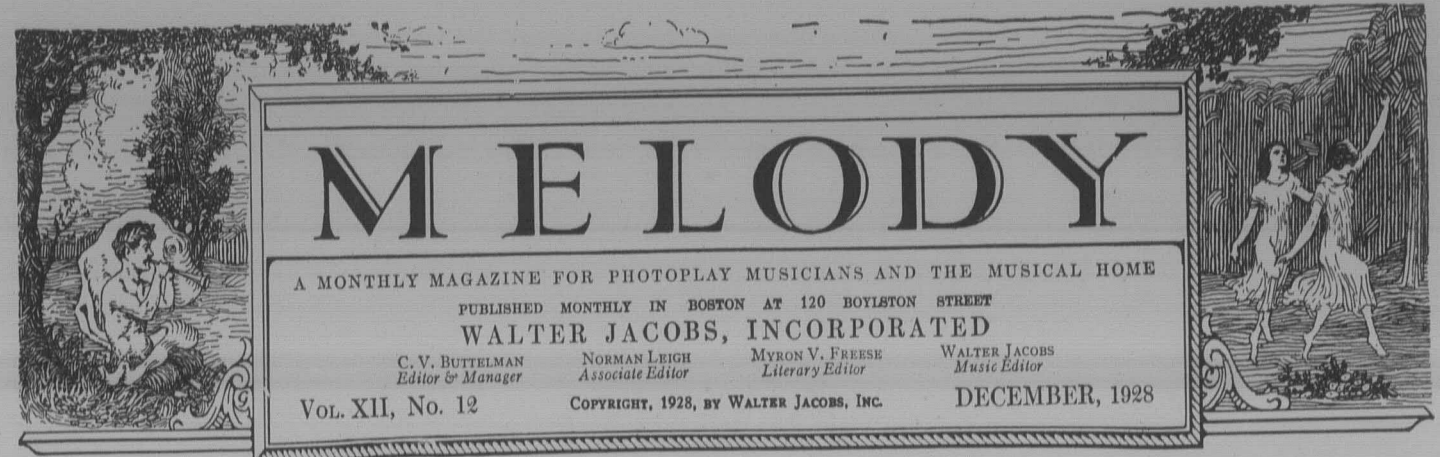 MELODY
A MONTHLY MAGAZINE FOR PHOTOPLAY MUSICIANS AND THE MUSICAL HOME
PUBLISHED MONTHLY IN BOSTON AT 120 BOYLSTON STREET
WALTER JACOBS, INCORPORATED
C. V. BUTTELMAN NORMAN LEIGH MYRON V. FREESE WALTER JACOBS
Editor & Manager Associate Editor Literary Editor Music Editor
VOL. XII, No. 12 COPYRIGHT, 1928, BY WALTER JACOBS, INC. DECEMBER, 1928